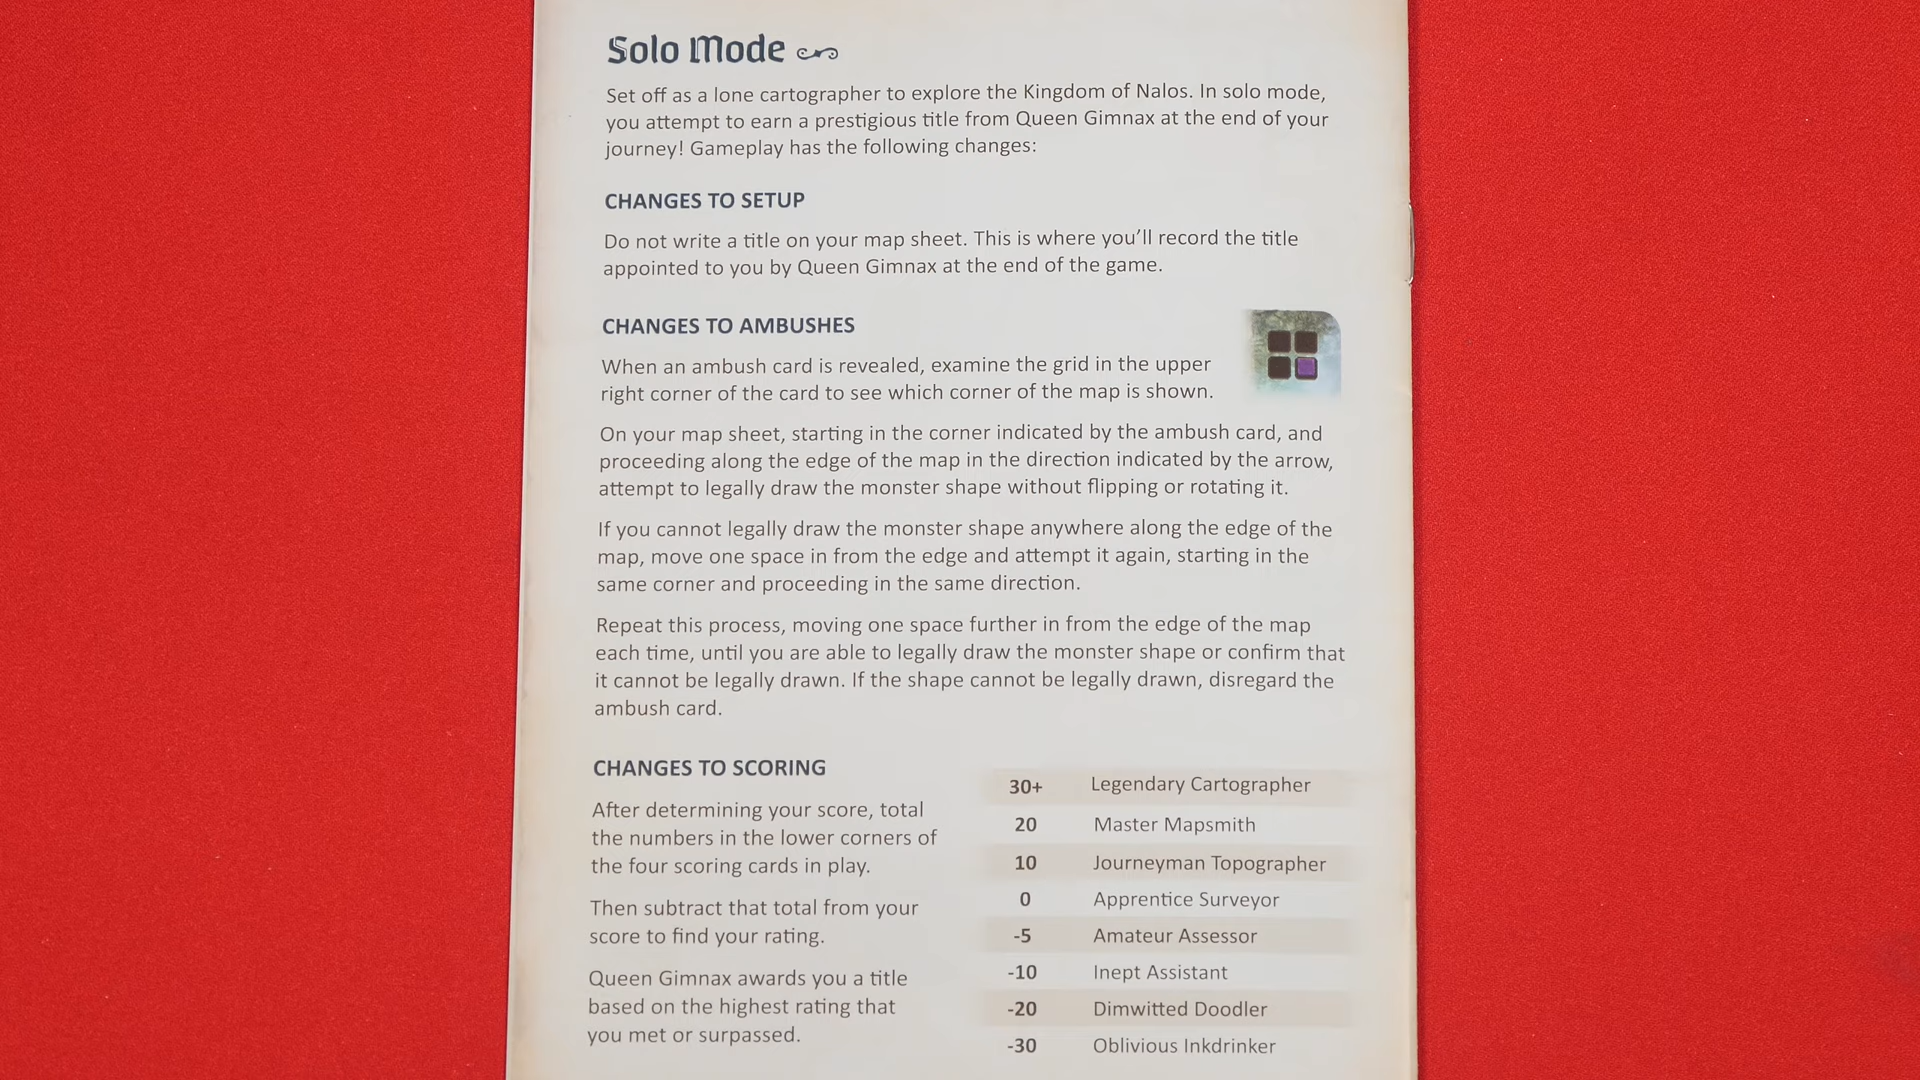 Solo Mode
Set off as a lone cartographer to explore the Kingdom of Nalos. In solo mode,
you attempt to earn a prestigious title from Queen Gimnax at the end of your
journey! Gameplay has the following changes:
CHANGES TO SETUP
Do not write a title on your map sheet. This is where you'll record the title
appointed to you by Queen Gimnax at the end of the game.
CHANGES TO AMBUSHES
When an ambush card is revealed, examine the grid in the upper
right corner of the card to see which corner of the map is shown.
On your map sheet, starting in the corner indicated by the ambush card, and
proceeding along the edge of the map in the direction indicated by the arrow,
attempt to legally draw the monster shape without flipping or rotating it.
If you cannot legally draw the monster shape anywhere along the edge of the
map, move one space in from the edge and attempt it again, starting in the
same corner and proceeding in the same direction.
Repeat this process, moving one space further in from the edge of the map
each time, until you are able to legally draw the monster shape or confirm that
it cannot be legally drawn. If the shape cannot be legally drawn, disregard the
ambush card.
CHANGES TO SCORING
After determining your score, total
the numbers in the lower corners of
the four scoring cards in play.
Then subtract that total from your
score to find your rating.
Queen Gimnax awards you a title
based on the highest rating that
you met or surpassed.
30+ Legendary Cartographer
20 Master Mapsmith
10 Journeyman Topographer
0 Apprentice Surveyor
-5 Amateur Assessor
-10 Inept Assistant
-20 Dimwitted Doodler
-30 Oblivious Inkdrinker